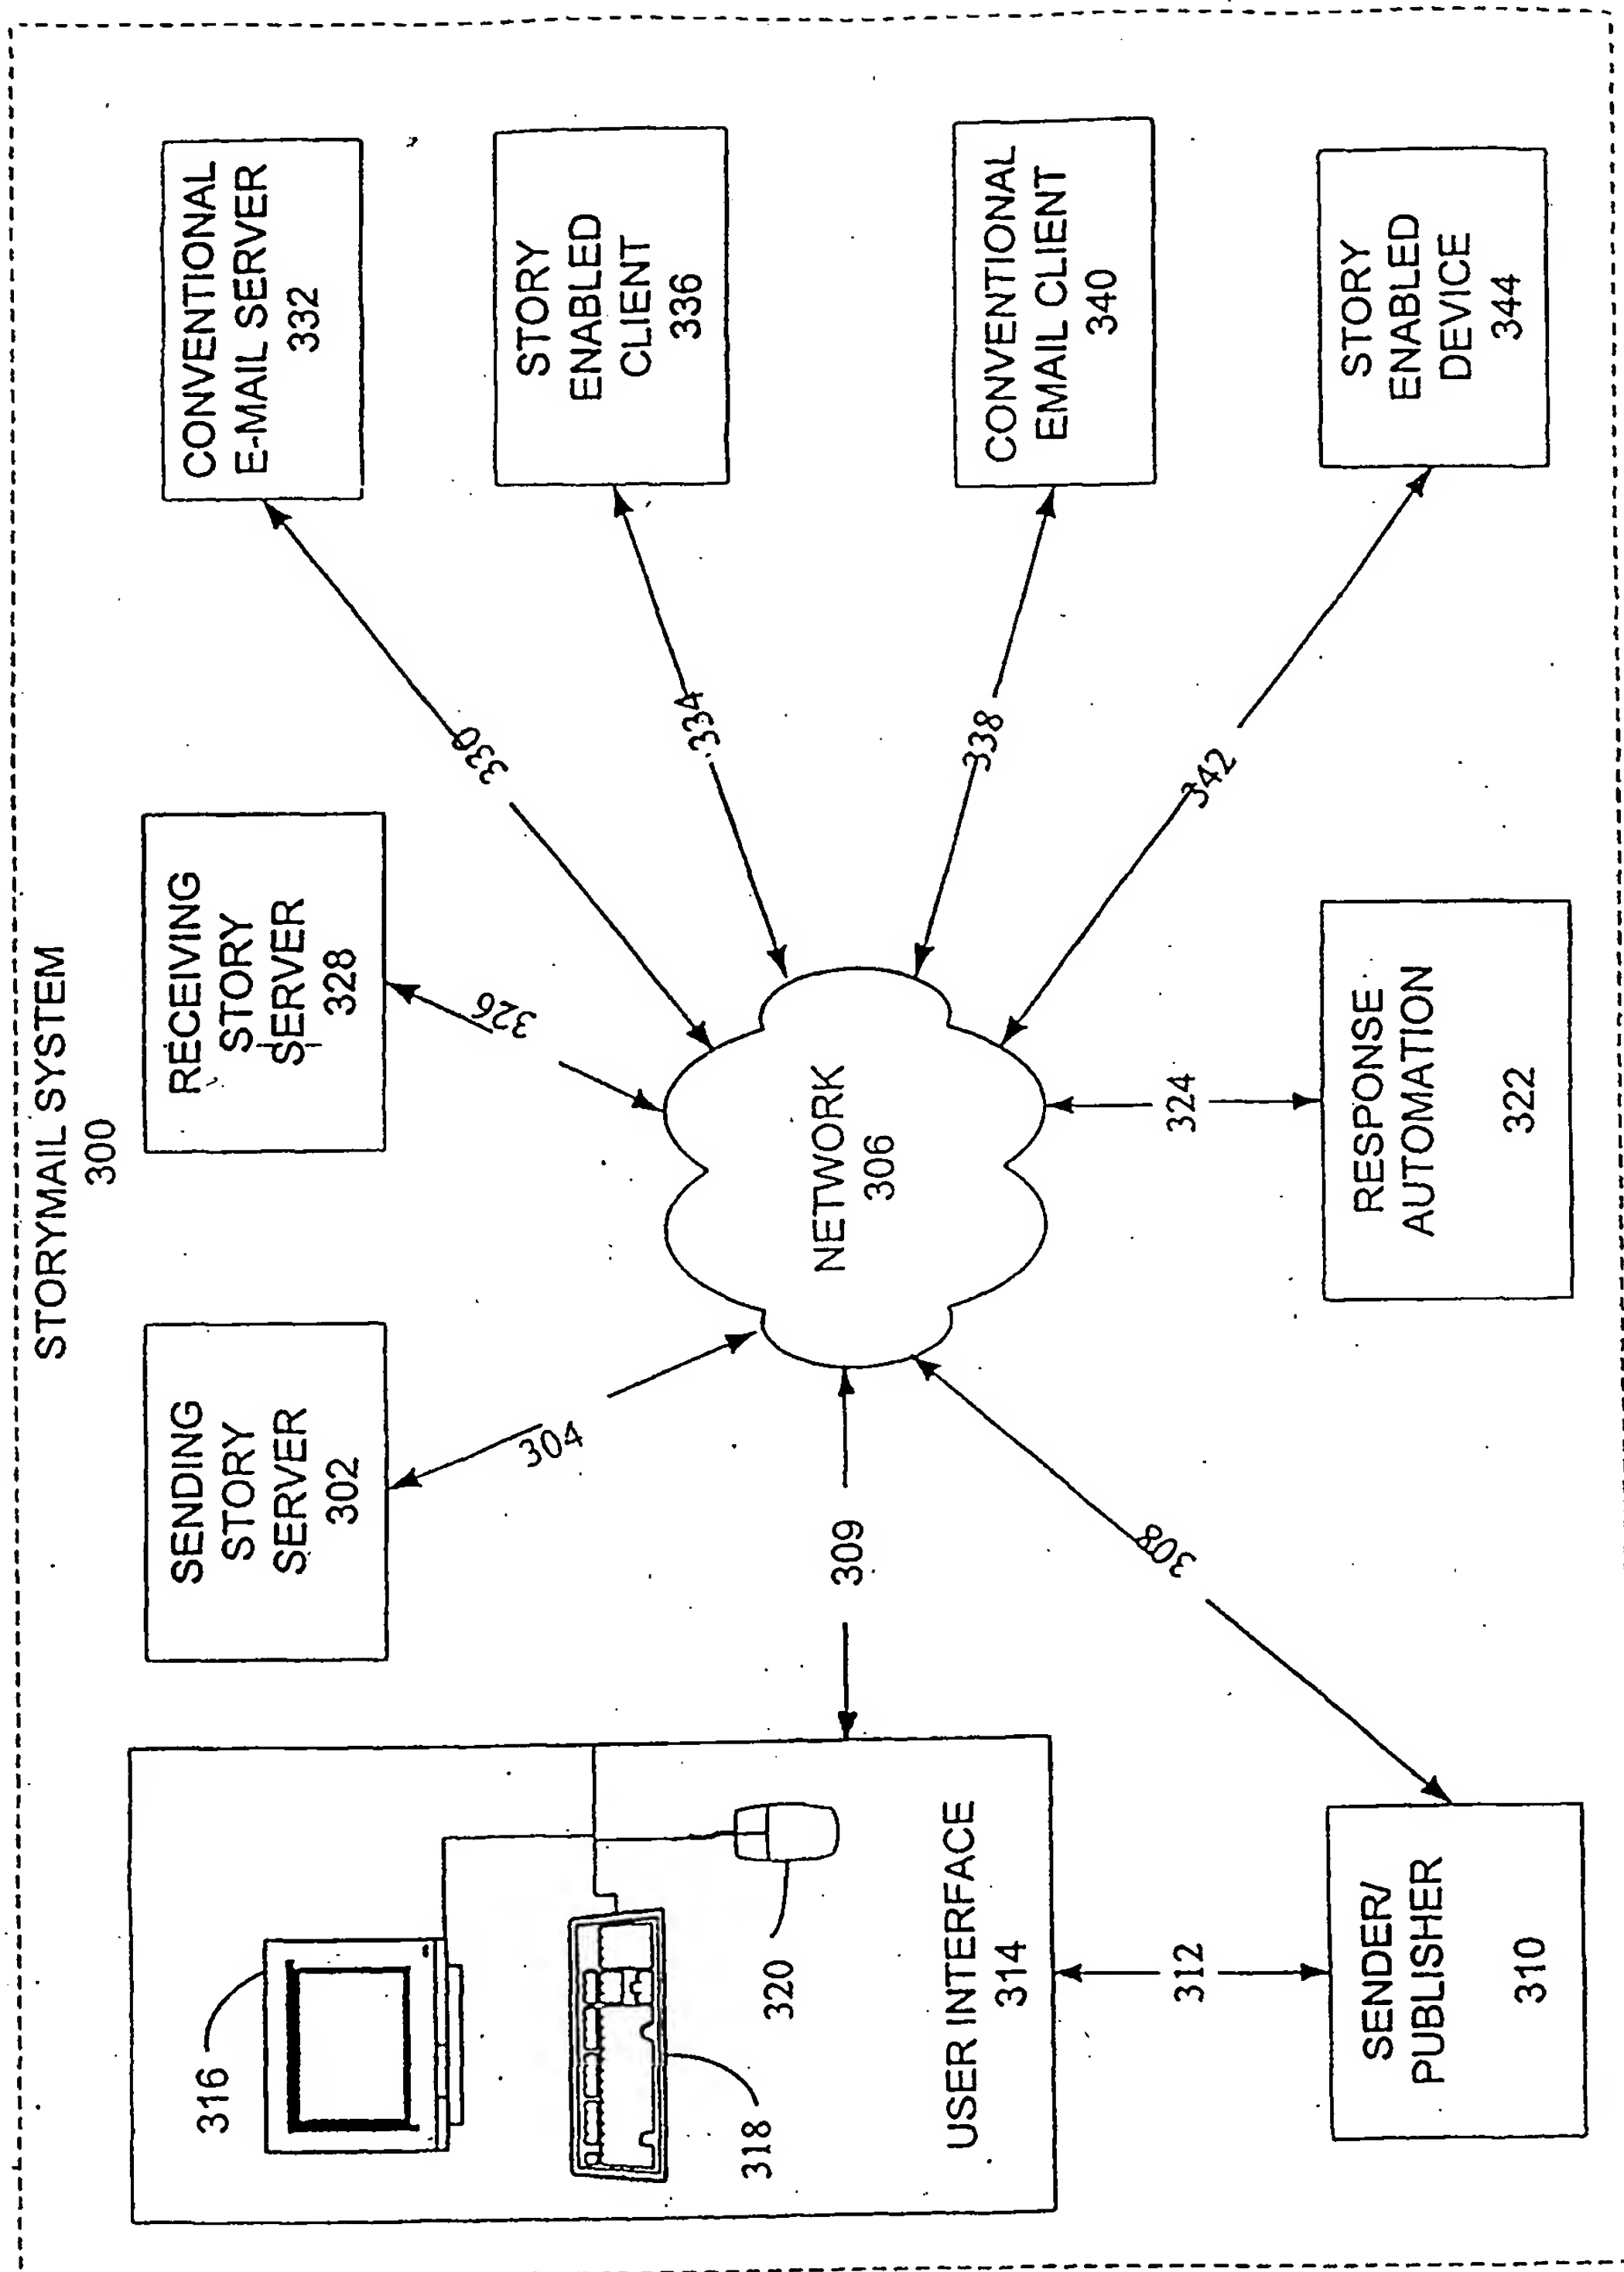 STORYMAIL SYSTEM
300
SENDING
STORY
SERVER
302
RECEIVING
STORY
SERVER
328
CONVENTIONAL
E-MAIL SERVER
332
STORY
ENABLED
CLIENT
336
CONVENTIONAL
EMAIL CLIENT
340
STORY
ENABLED
DEVICE
344
316
318
320
USER INTERFACE
314
304
326
330
334
338
342
309
NETWORK
306
324
308
312
SENDER/
PUBLISHER
310
RESPONSE
AUTOMATION
322